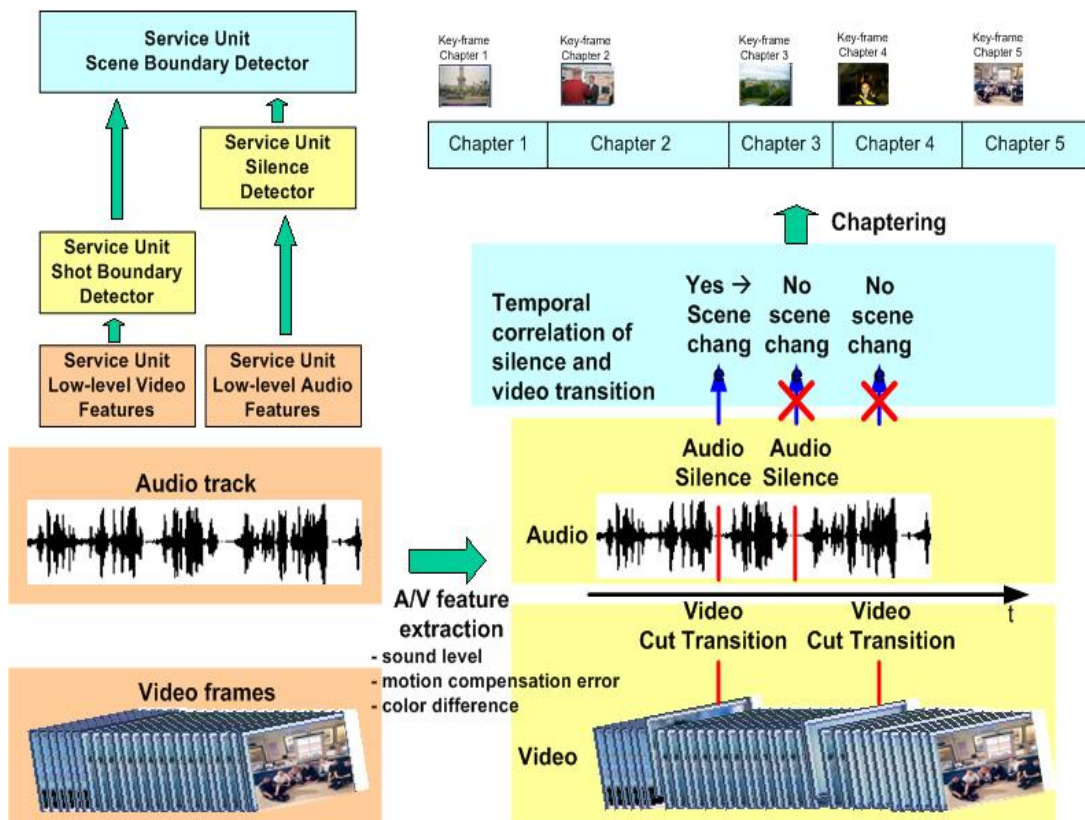 Service Unit
Scene Boundary Detector
Service Unit
Silence
Detector
Service Unit
Shot Boundary
Detector
Service Unit
Low-level Video
Features
Service Unit
Low-level Audio
Features
Key-frame
Chapter 1
Key-frame
Chapter 2
Key-frame
Chapter 3
Key-frame
Chapter 4
Key-frame
Chapter 5
Chapter 1
Chapter 2
Chapter 3
Chapter 4
Chapter 5
Chaptering
Temporal
correlation of
silence and
video transition
Yes →
Scene
chang
e
No
scene
chang
e
No
scene
chang
e
Audio track
Video frames
A/V feature
extraction
- sound level
- motion compensation error
- color difference
Audio
Silence
Audio
Silence
Audio
t
Video
Cut Transition
Video
Cut Transition
Video